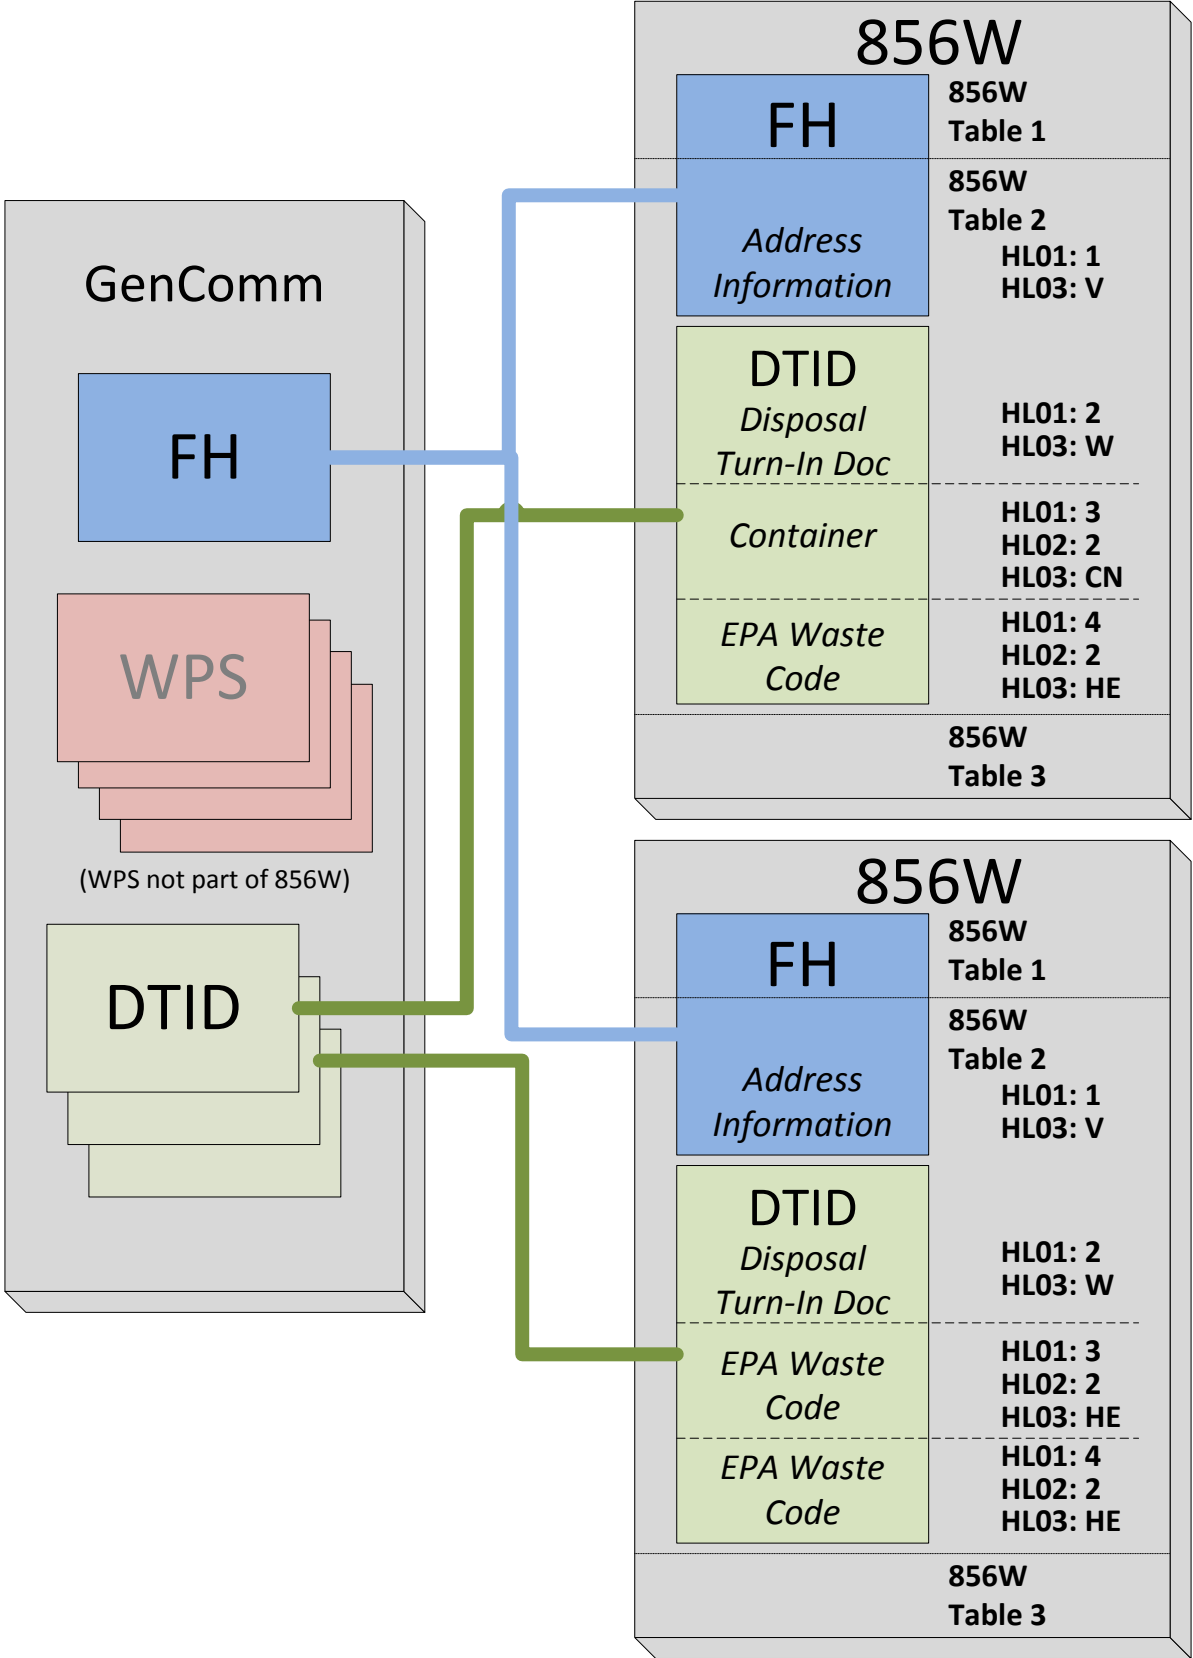 GenComm
FH
WPS
(WPS not part of 856W)
DTID
856W
FH
856W
Table 1
856W
Table 2
Address
Information
HL01: 1
HL03: V
DTID
Disposal
Turn-In Doc
HL01: 2
HL03: W
Container
HL01: 3
HL02: 2
HL03: CN
EPA Waste
Code
HL01: 4
HL02: 2
HL03: HE
856W
Table 3
856W
FH
856W
Table 1
856W
Table 2
Address
Information
HL01: 1
HL03: V
DTID
Disposal
Turn-In Doc
HL01: 2
HL03: W
EPA Waste
Code
HL01: 3
HL02: 2
HL03: HE
EPA Waste
Code
HL01: 4
HL02: 2
HL03: HE
856W
Table 3